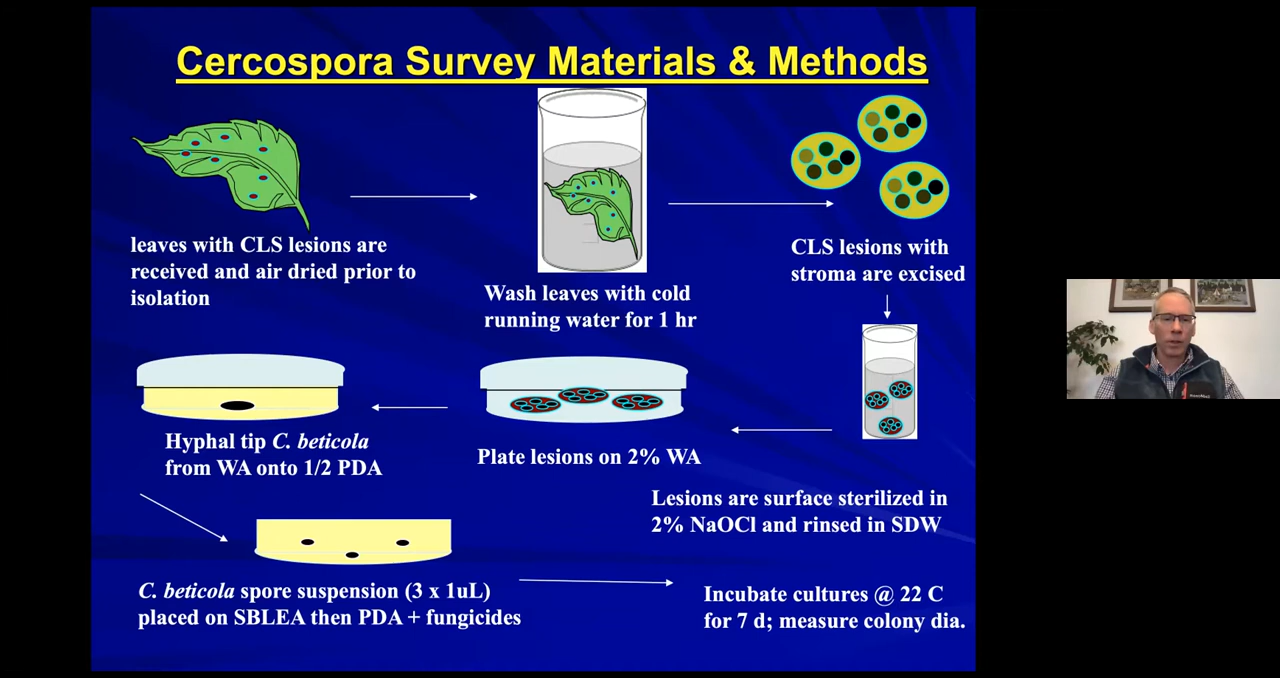 Cercospora Survey Materials & Methods
leaves with CLS lesions are
received and air dried prior to
isolation
Wash leaves with cold
running water for 1 hr
CLS lesions with
stroma are excised
Lesions are surface sterilized in
2% NaOCl and rinsed in SDW
Plate lesions on 2% WA
Hyphal tip C. beticola
from WA onto 1/2 PDA
C. beticola spore suspension (3 x 1uL)
placed on SBLEA then PDA + fungicides
Incubate cultures @ 22 C
for 7 d; measure colony dia.